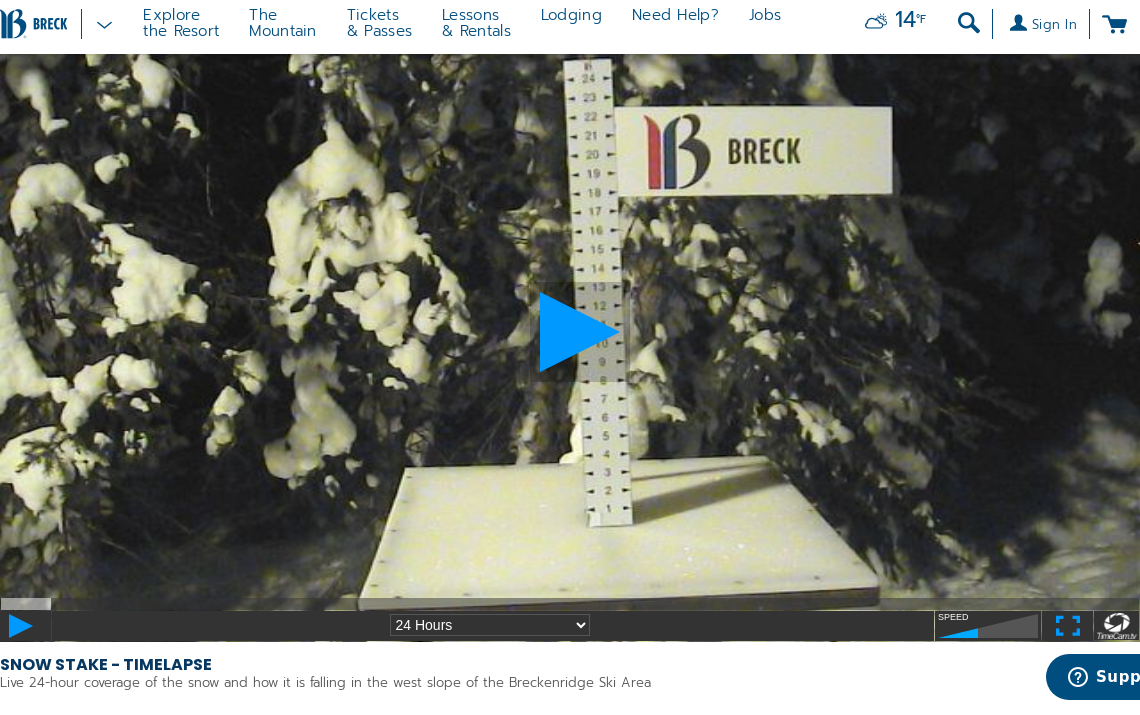 BRECK
Explore
the Resort
The
Mountain
Tickets
& Passes
Lessons
& Rentals
Lodging
Need Help?
Jobs
14°F
Sign In
24
23
22
21
20
19
18
17
16
15
14
13
12
10
9
8
7
6
5
4
3
2
1
BRECK
24 Hours
SPEED
TimeCam.tv
SNOW STAKE - TIMELAPSE
Live 24-hour coverage of the snow and how it is falling in the west slope of the Breckenridge Ski Area
Supp